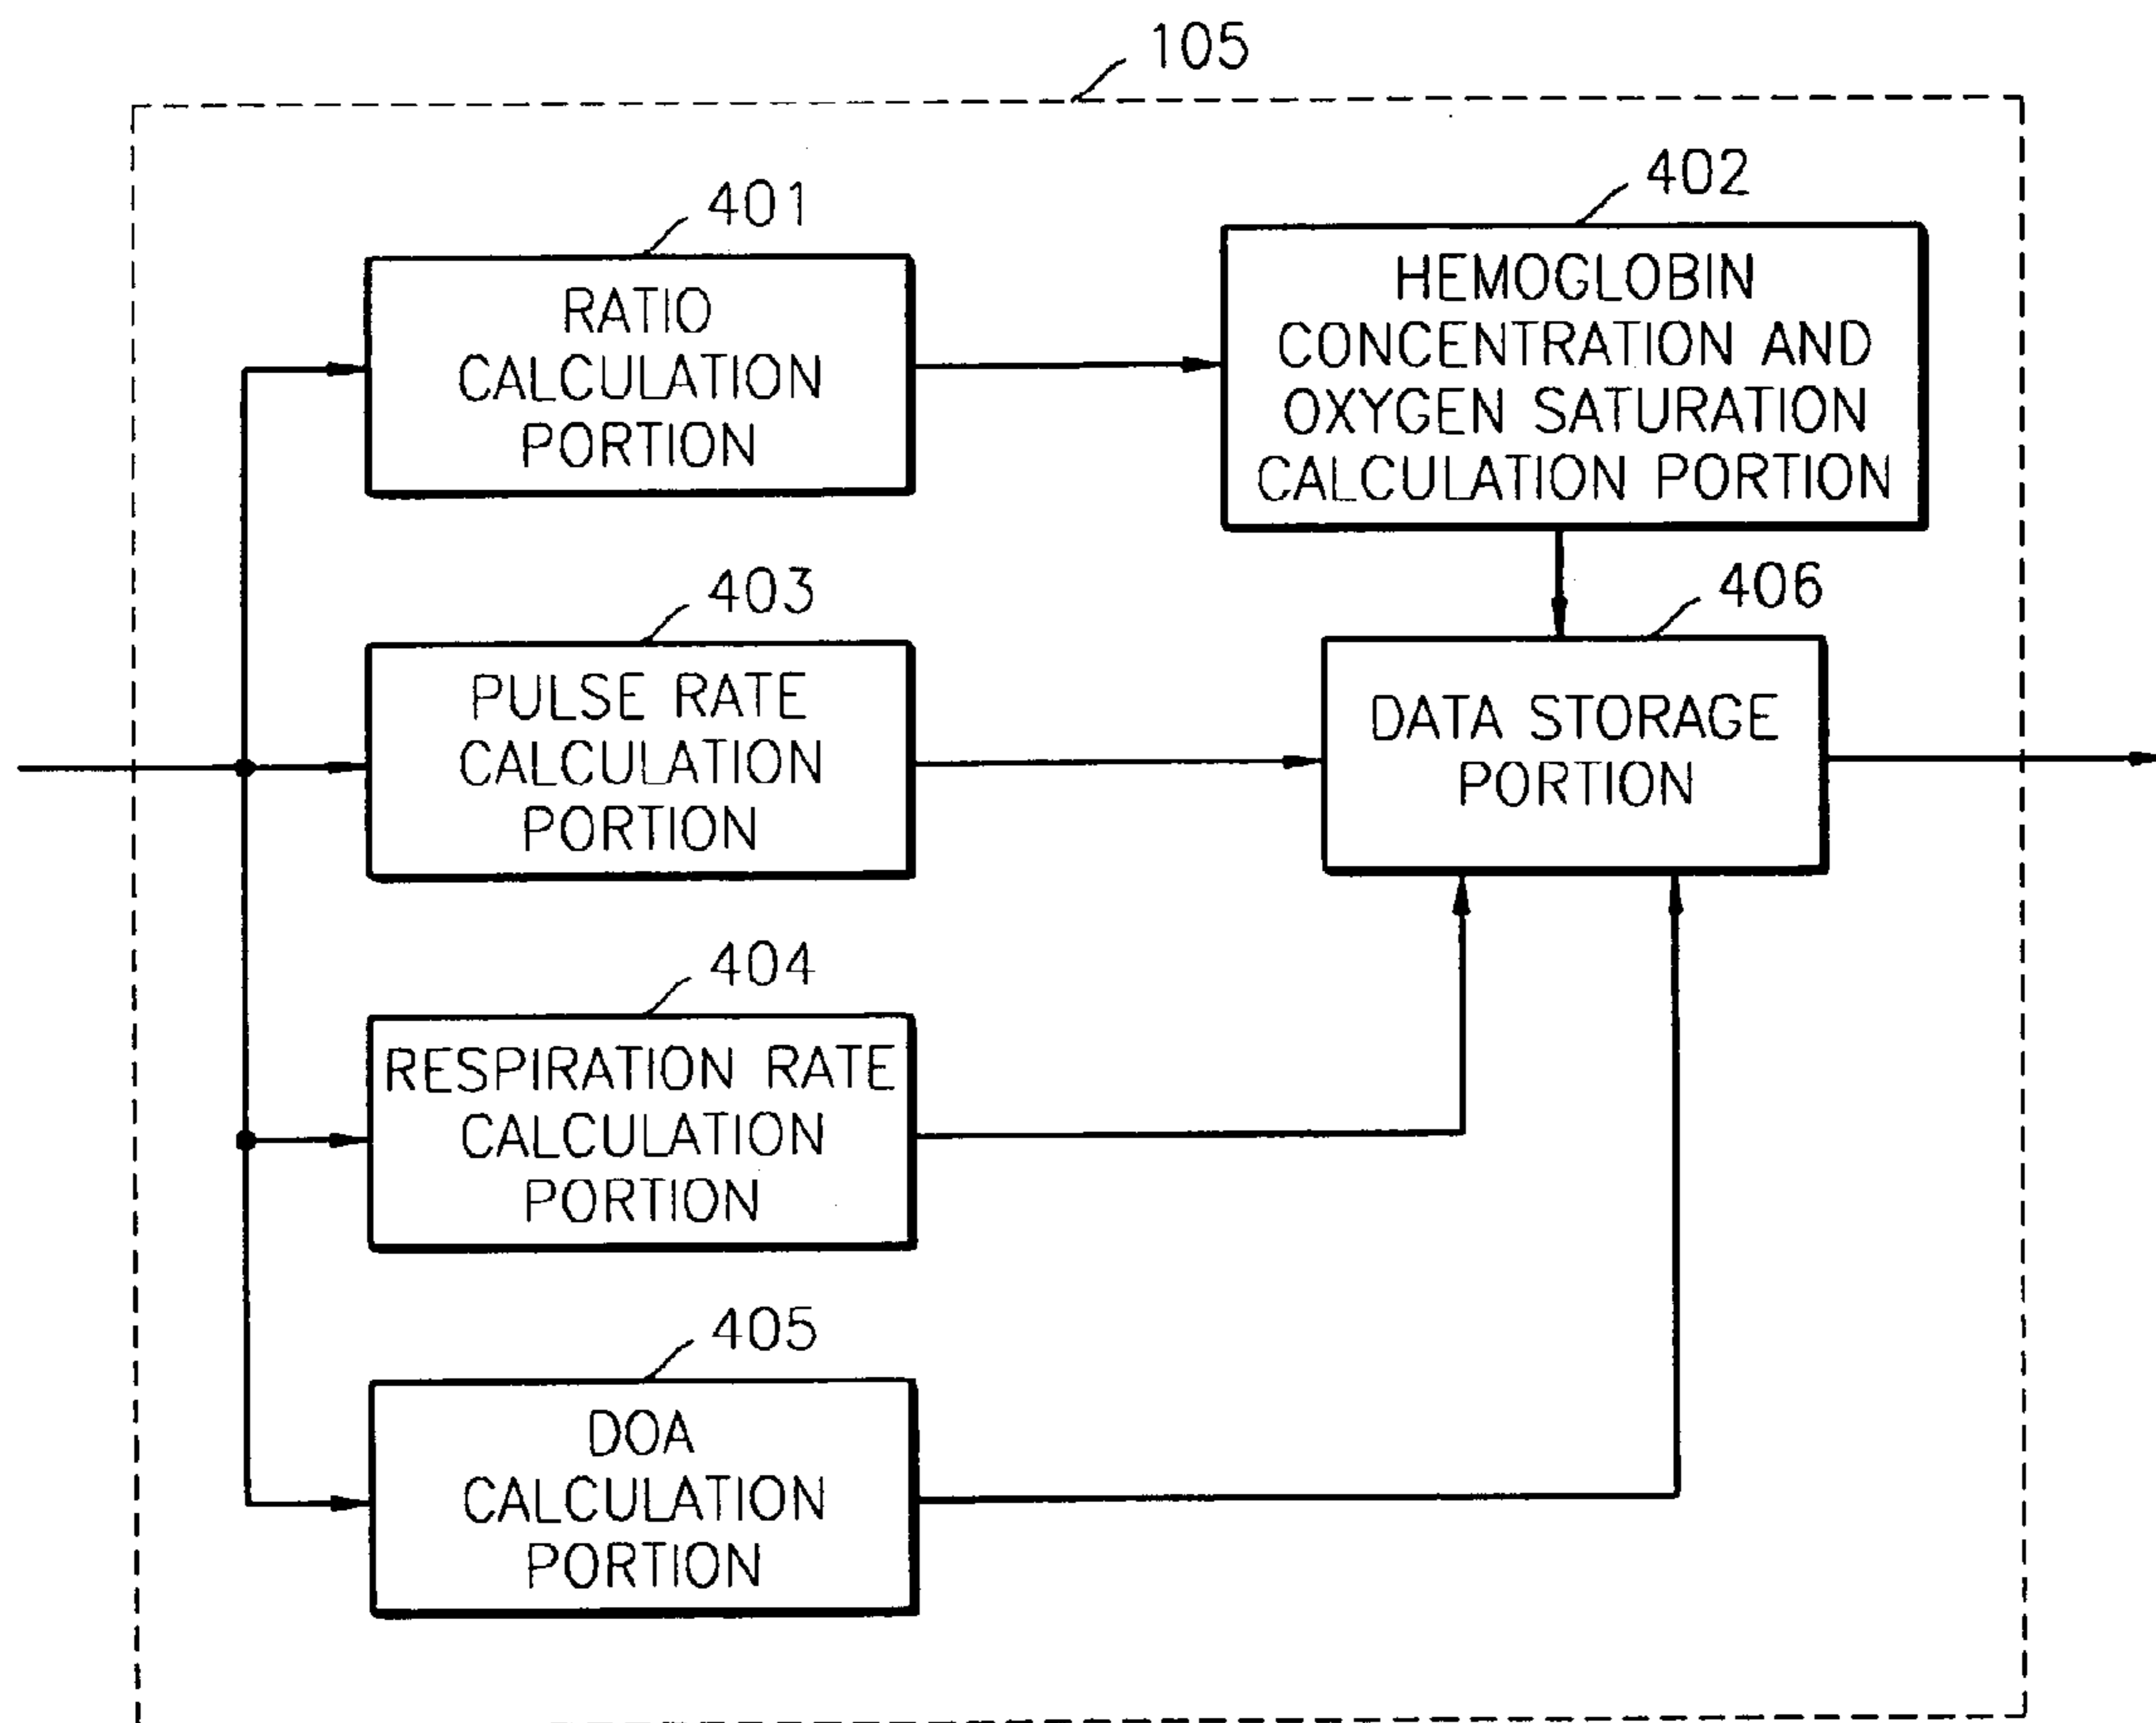 105
401
RATIO
CALCULATION
PORTION
402
HEMOGLOBIN
CONCENTRATION AND
OXYGEN SATURATION
CALCULATION PORTION
403
PULSE RATE
CALCULATION
PORTION
406
DATA STORAGE
PORTION
404
RESPIRATION RATE
CALCULATION
PORTION
405
DOA
CALCULATION
PORTION